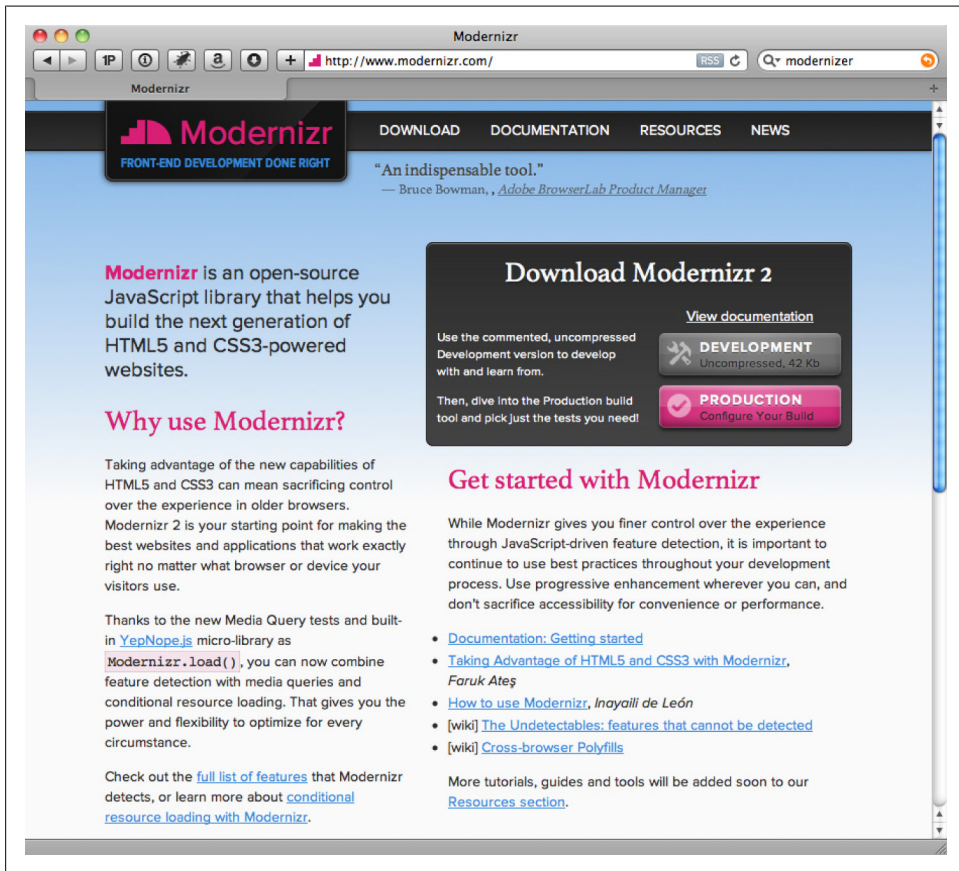 Modernizr
1P
a
+
http://www.modernizr.com/
RSS
modernizer
Modernizr
+
Modernizr
FRONT-END DEVELOPMENT DONE RIGHT
DOWNLOAD
DOCUMENTATION
RESOURCES
NEWS
“An indispensable tool.”
— Bruce Bowman, , Adobe BrowserLab Product Manager
Modernizr is an open-source
JavaScript library that helps you
build the next generation of
HTML5 and CSS3-powered
websites.
Why use Modernizr?
Taking advantage of the new capabilities of
HTML5 and CSS3 can mean sacrificing control
over the experience in older browsers.
Modernizr 2 is your starting point for making the
best websites and applications that work exactly
right no matter what browser or device your
visitors use.
Thanks to the new Media Query tests and built-
in YepNope.js micro-library as
Modernizr.load(), you can now combine
feature detection with media queries and
conditional resource loading. That gives you the
power and flexibility to optimize for every
circumstance.
Check out the full list of features that Modernizr
detects, or learn more about conditional
resource loading with Modernizr.
Download Modernizr 2
Use the commented, uncompressed
Development version to develop
with and learn from.
Then, dive into the Production build
tool and pick just the tests you need!
View documentation
DEVELOPMENT
Uncompressed, 42 Kb
PRODUCTION
Configure Your Build
Get started with Modernizr
While Modernizr gives you finer control over the experience
through JavaScript-driven feature detection, it is important to
continue to use best practices throughout your development
process. Use progressive enhancement wherever you can, and
don't sacrifice accessibility for convenience or performance.
• Documentation: Getting started
• Taking Advantage of HTML5 and CSS3 with Modernizr,
Faruk Ateş
• How to use Modernizr, Inayaili de León
• [wiki] The Undetectables: features that cannot be detected
• [wiki] Cross-browser Polyfills
More tutorials, guides and tools will be added soon to our
Resources section.